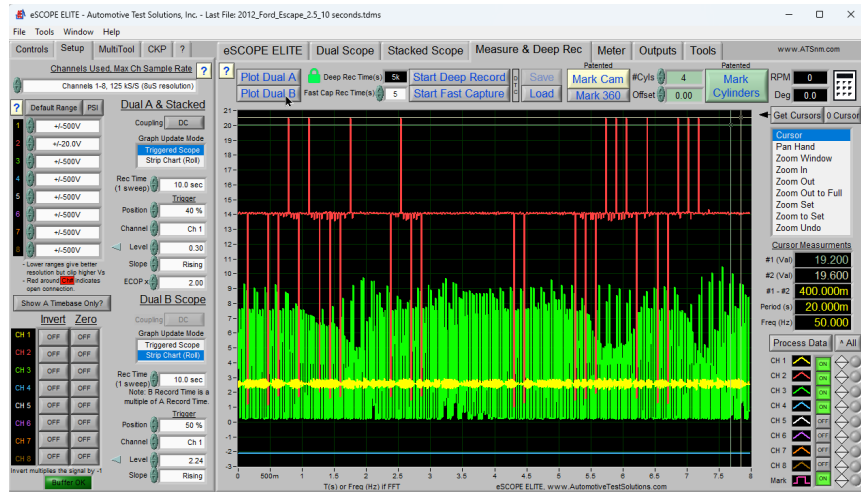 eSCOPE ELITE - Automotive Test Solutions, Inc. - Last File: 2012_Ford_Escape_2.5_10 seconds.tdms
File Tools Window Help
Controls Setup MultiTool CKP ? eSCOPE ELITE Dual Scope Stacked Scope Measure & Deep Rec Meter Outputs Tools www.ATSnm.com
Channels Used, Max Ch Sample Rate ?
Channels 1-8, 125 kS/S (8uS resolution)
? Default Range PSI
1 +/-500V
2 +/-20.0V
3 +/-500V
4 +/-500V
5 +/-500V
6 +/-500V
7 +/-500V
8 +/-500V
- Lower ranges give better
resolution but clip higher Vs
- Red around CH# indicates
open connection.
Show A Timebase Only?
Invert Zero
CH 1 OFF OFF
CH 2 OFF OFF
CH 3 OFF OFF
CH 4 OFF OFF
CH 5 OFF OFF
CH 6 OFF OFF
CH 7 OFF OFF
CH 8 OFF OFF
Invert multiplies the signal by -1
Buffer OK
Dual A & Stacked
Coupling DC
Graph Update Mode
Triggered Scope
Strip Chart (Roll)
Rec Time
(1 sweep) 10.0 sec
Trigger
Position 40 %
Channel Ch 1
Level 0.30
Slope Rising
ECOP x 2.00
Dual B Scope
Coupling DC
Graph Update Mode
Triggered Scope
Strip Chart (Roll)
Rec Time
(1 sweep) 10.0 sec
Note: B Record Time is a
multiple of A Record Time.
Trigger
Position 50 %
Channel Ch 1
Level 2.24
Slope Rising
? Plot Dual A Deep Rec Time(s) 5k Start Deep Record DTC Save
Plot Dual B Fast Cap Rec Time(s) 5 Start Fast Capture Load
Patented
Mark Cam
Mark 360
#Cyls 4
Offset 0.00
Patented
Mark
Cylinders
RPM 0
Deg 0.0
21
20
19
18
17
16
15
14
13
12
11
10
9
8
7
6
5
4
3
2
1
0
-1
-2
-3
0 500m 1 1.5 2 2.5 3 3.5 4 4.5 5 5.5 6 6.5 7 7.5 8
T(s) or Freq (Hz) if FFT eSCOPE ELITE, www.AutomotiveTestSolutions.com
Get Cursors 0 Cursor
Cursor
Pan Hand
Zoom Window
Zoom In
Zoom Out
Zoom Out to Full
Zoom Set
Zoom to Set
Zoom Undo
Cursor Measurments
#1 (Val) 19.200
#2 (Val) 19.600
#1 - #2 400.000m
Period (s) 20.000m
Freq (Hz) 50.000
Process Data ^ All
CH 1 ON
CH 2 ON
CH 3 ON
CH 4 ON
CH 5 OFF
CH 6 OFF
CH 7 OFF
CH 8 OFF
Mark ON